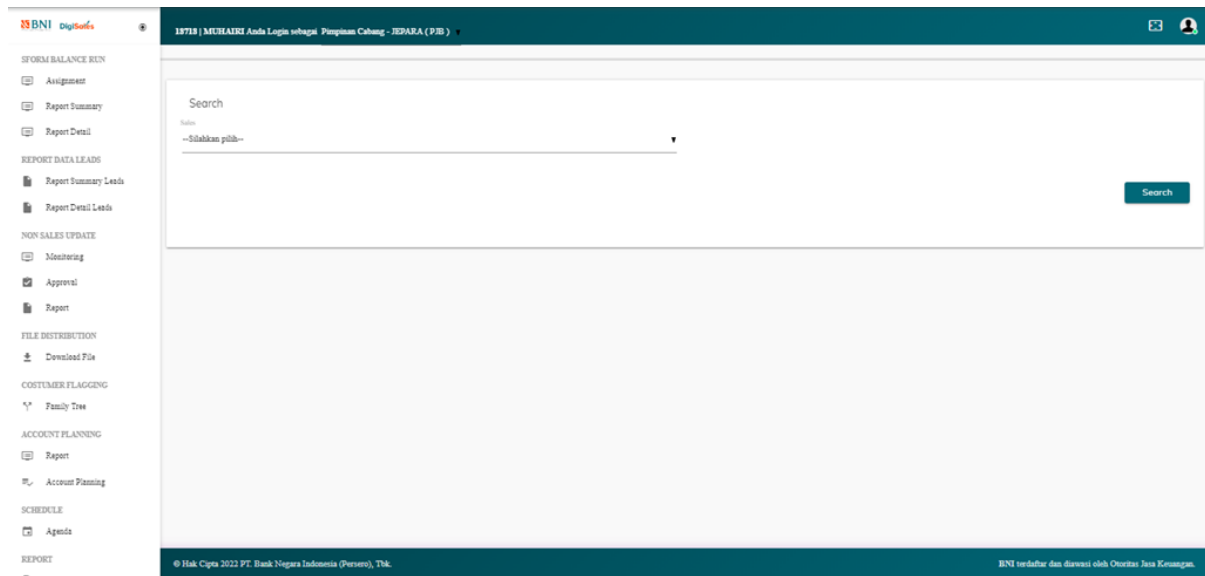 BNI DigiSales
13713 | MUHAIRI Anda Login sebagai Pimpinan Cabang - JEPARA ( PJB )
SFORM BALANCE RUN
Assignment
Report Summary
Report Detail
REPORT DATA LEADS
Report Summary Leads
Report Detail Leads
NON SALES UPDATE
Monitoring
Approval
Report
FILE DISTRIBUTION
Download File
COSTUMER FLAGGING
Family Tree
ACCOUNT PLANNING
Report
Account Planning
SCHEDULE
Agenda
REPORT
Search
Sales
--Silahkan pilih--
Search
© Hak Cipta 2022 PT. Bank Negara Indonesia (Persero), Tbk.
BNI terdaftar dan diawasi oleh Otoritas Jasa Keuangan.